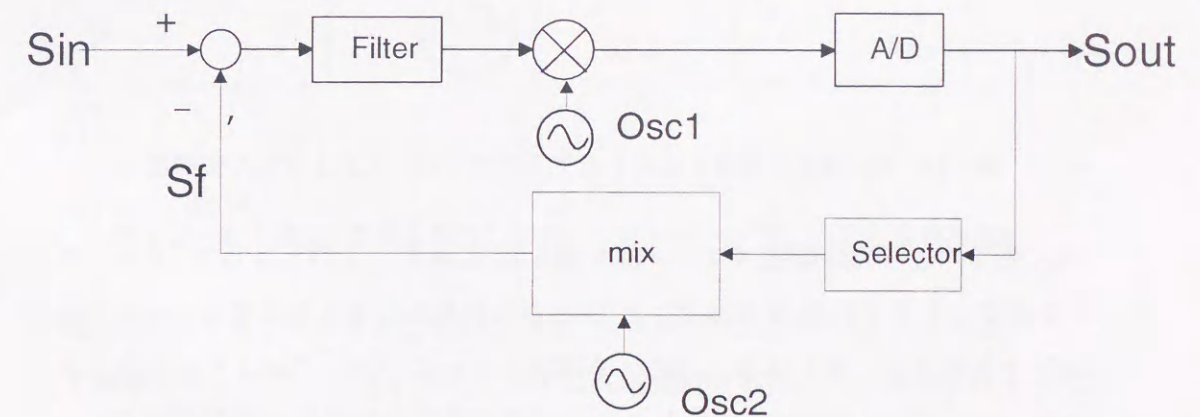 +
Sin
Filter
A/D
Sout
−
Osc1
Sf
mix
Selector
Osc2